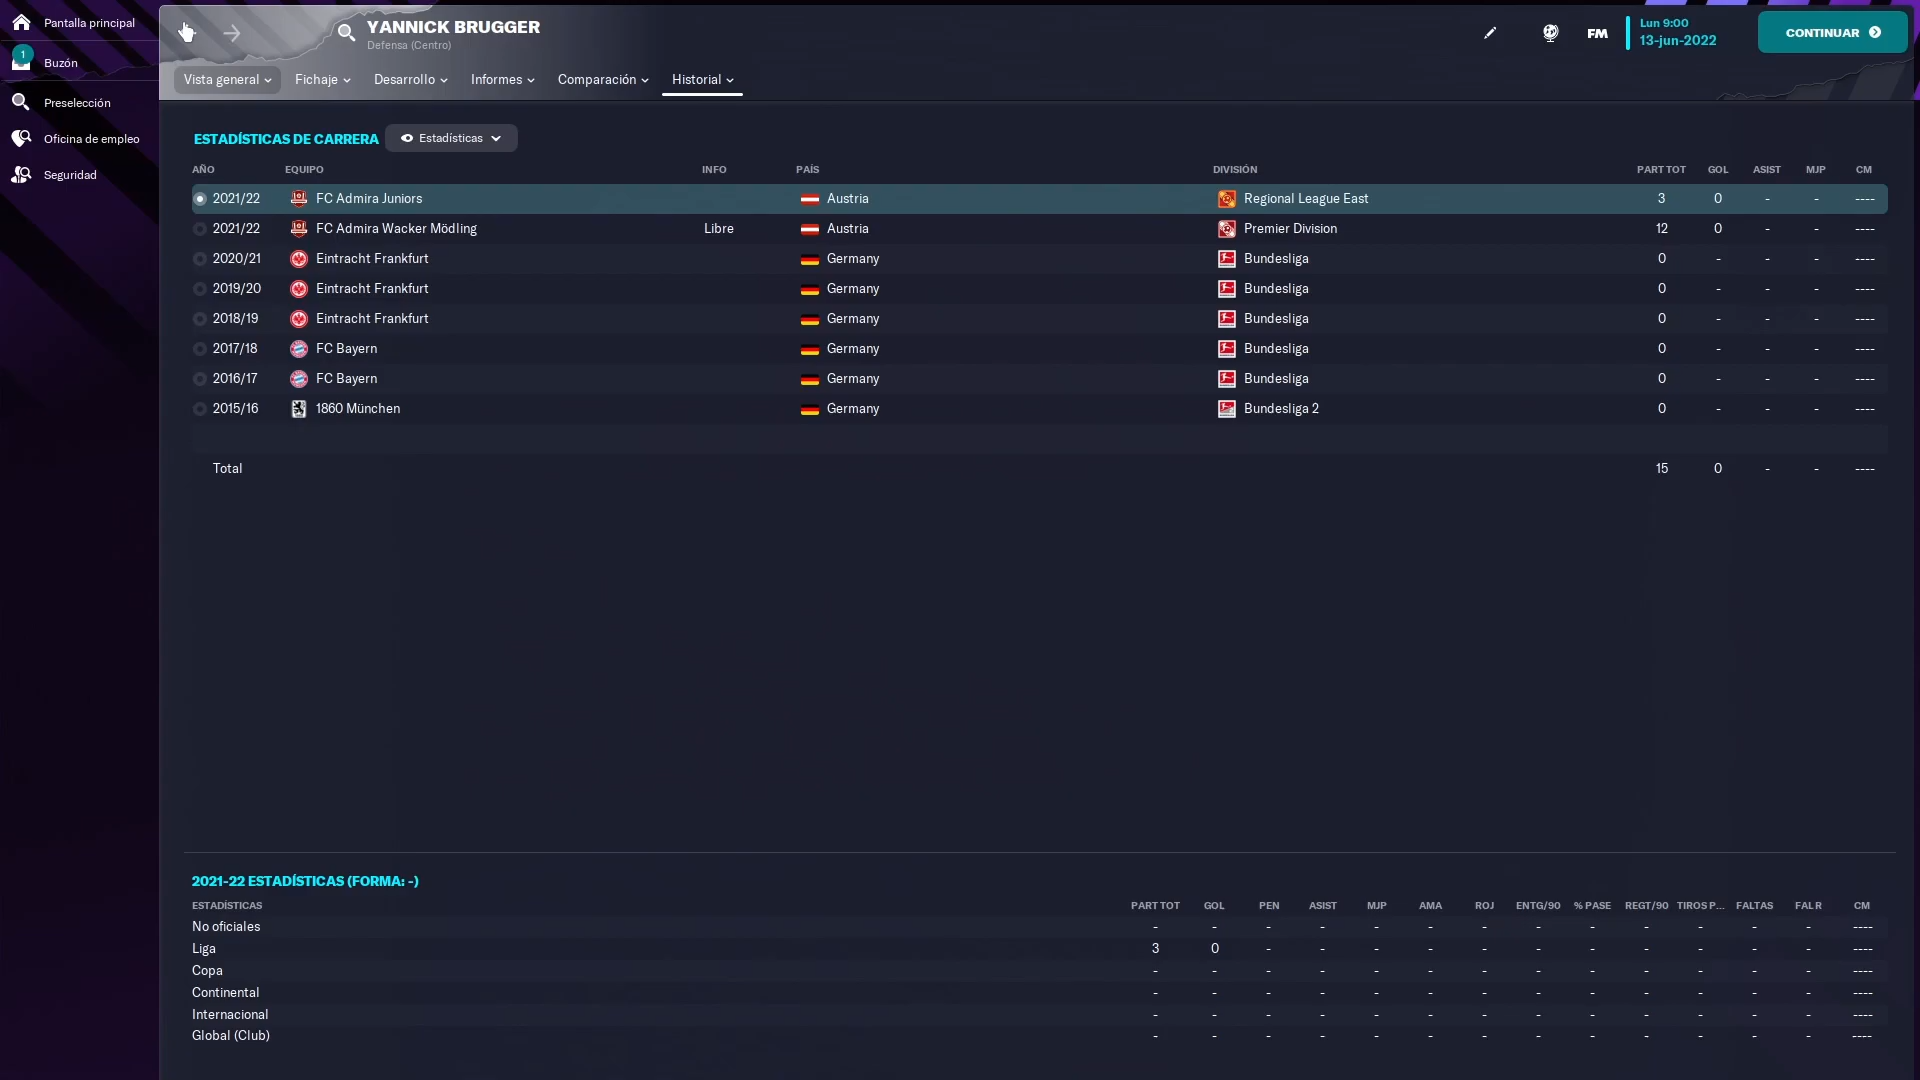 Pantalla principal
1
Buzón
Preselección
Oficina de empleo
Seguridad
YANNICK BRUGGER
Defensa (Centro)
FM
Lun 9:00
13-jun-2022
CONTINUAR
Vista general Fichaje Desarrollo Informes Comparación Historial
ESTADÍSTICAS DE CARRERA Estadísticas
AÑO EQUIPO INFO PAÍS DIVISIÓN PART TOT GOL ASIST MJP CM
2021/22 FC Admira Juniors Austria Regional League East 3 0 - - ----
2021/22 FC Admira Wacker Mödling Libre Austria Premier Division 12 0 - - ----
2020/21 Eintracht Frankfurt Germany Bundesliga 0 - - - ----
2019/20 Eintracht Frankfurt Germany Bundesliga 0 - - - ----
2018/19 Eintracht Frankfurt Germany Bundesliga 0 - - - ----
2017/18 FC Bayern Germany Bundesliga 0 - - - ----
2016/17 FC Bayern Germany Bundesliga 0 - - - ----
2015/16 1860 München Germany Bundesliga 2 0 - - - ----
Total 15 0 - - ----
2021-22 ESTADÍSTICAS (FORMA: -)
ESTADÍSTICAS PART TOT GOL PEN ASIST MJP AMA ROJ ENTG/90 % PASE REGT/90 TIROS P... FALTAS FAL R CM
No oficiales - - - - - - - - - - - - - ----
Liga 3 0 - - - - - - - - - - - ----
Copa - - - - - - - - - - - - - ----
Continental - - - - - - - - - - - - - ----
Internacional - - - - - - - - - - - - - ----
Global (Club) - - - - - - - - - - - - - ----